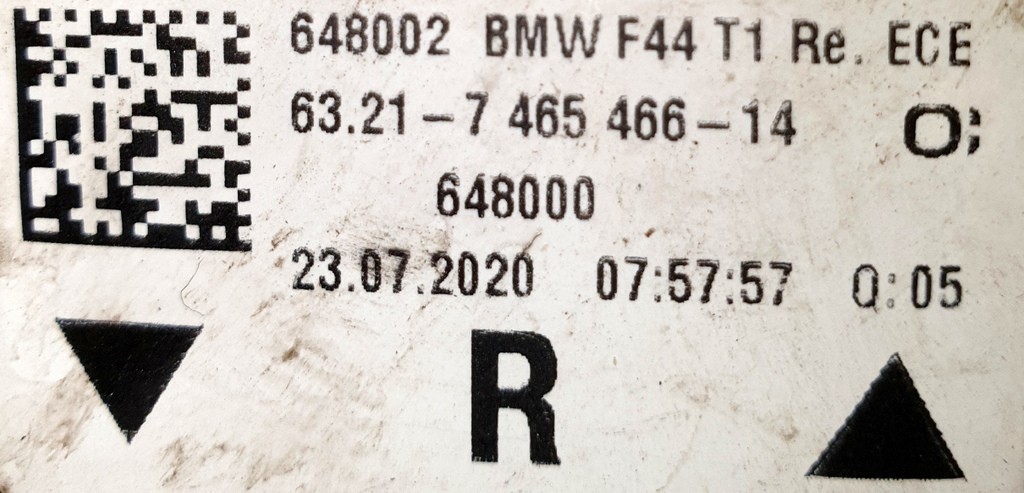 648002 BMW F44 T1 Re. ECE
63.21-7 465 466-14 O;
648000
23.07.2020 07:57:57 Q:05
R